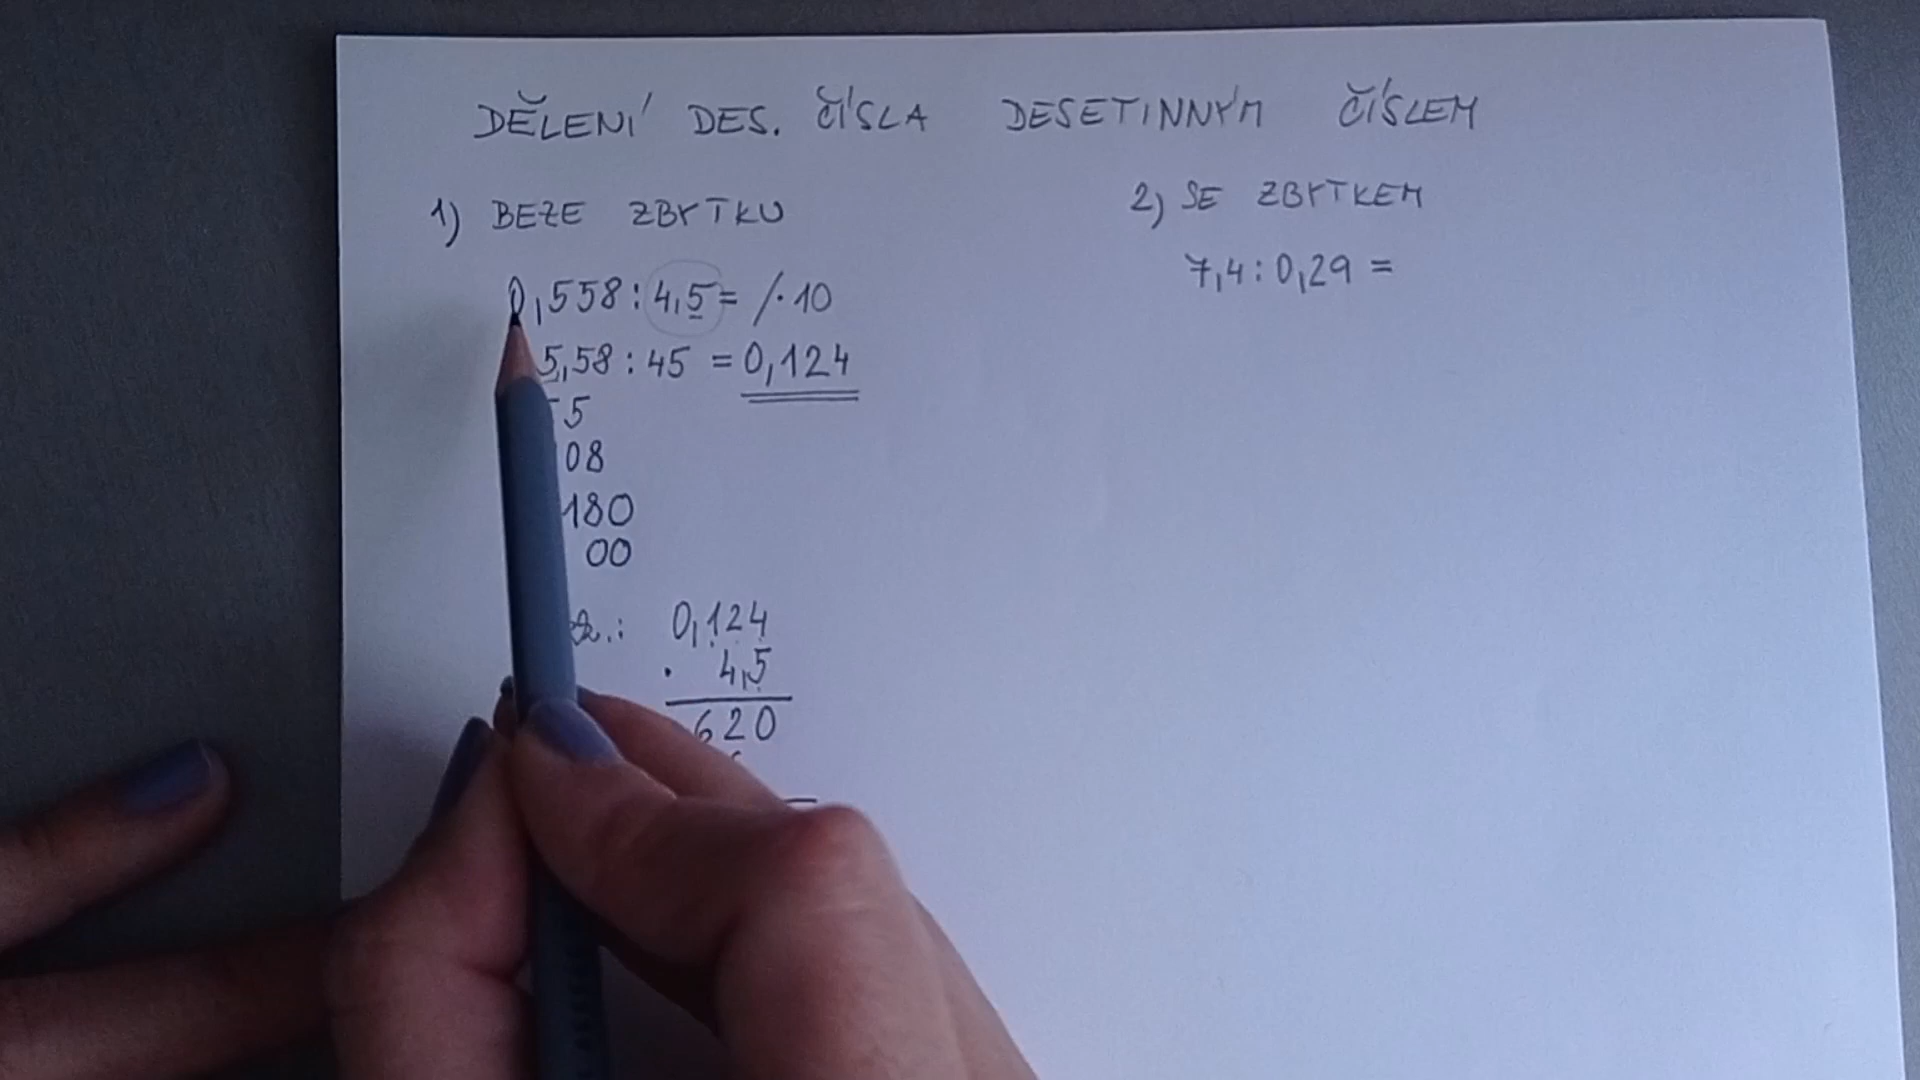 DĚLENÍ DES. ČÍSLA DESETINNÝM ČÍSLEM
1) BEZE ZBYTKU
0,558 : 4,5 = /· 10
5,58 : 45 = 0,124
5
108
180
00
0,124
· 4,5
620
2) SE ZBYTKEM
7,4 : 0,29 =